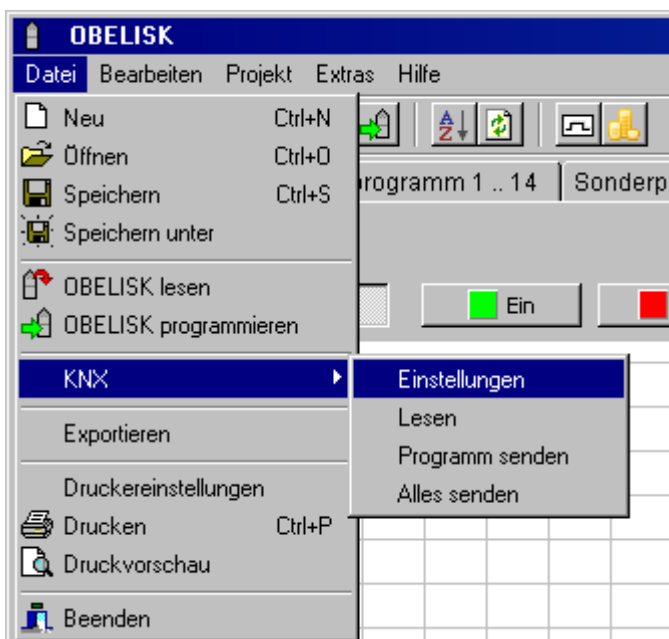 OBELISK
Datei Bearbeiten Projekt Extras Hilfe
Neu Ctrl+N
Öffnen Ctrl+O
Speichern Ctrl+S
Speichern unter
OBELISK lesen
OBELISK programmieren
KNX
Exportieren
Druckereinstellungen
Drucken Ctrl+P
Druckvorschau
Beenden
Einstellungen
Lesen
Programm senden
Alles senden
A
Z
rogramm 1 .. 14 Sonderp
Ein